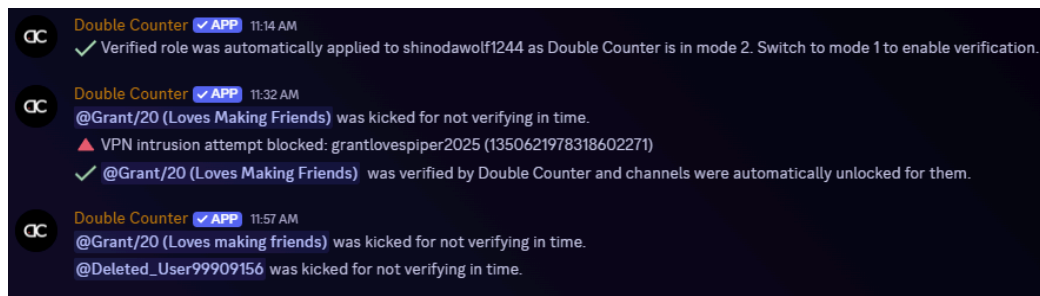 Double Counter ✓ APP 11:14 AM
Verified role was automatically applied to shinodawolf1244 as Double Counter is in mode 2. Switch to mode 1 to enable verification.
Double Counter ✓ APP 11:32 AM
@Grant/20 (Loves Making Friends) was kicked for not verifying in time.
VPN intrusion attempt blocked: grantlovespiper2025 (1350621978318602271)
@Grant/20 (Loves Making Friends) was verified by Double Counter and channels were automatically unlocked for them.
Double Counter ✓ APP 11:57 AM
@Grant/20 (Loves making friends) was kicked for not verifying in time.
@Deleted_User99909156 was kicked for not verifying in time.